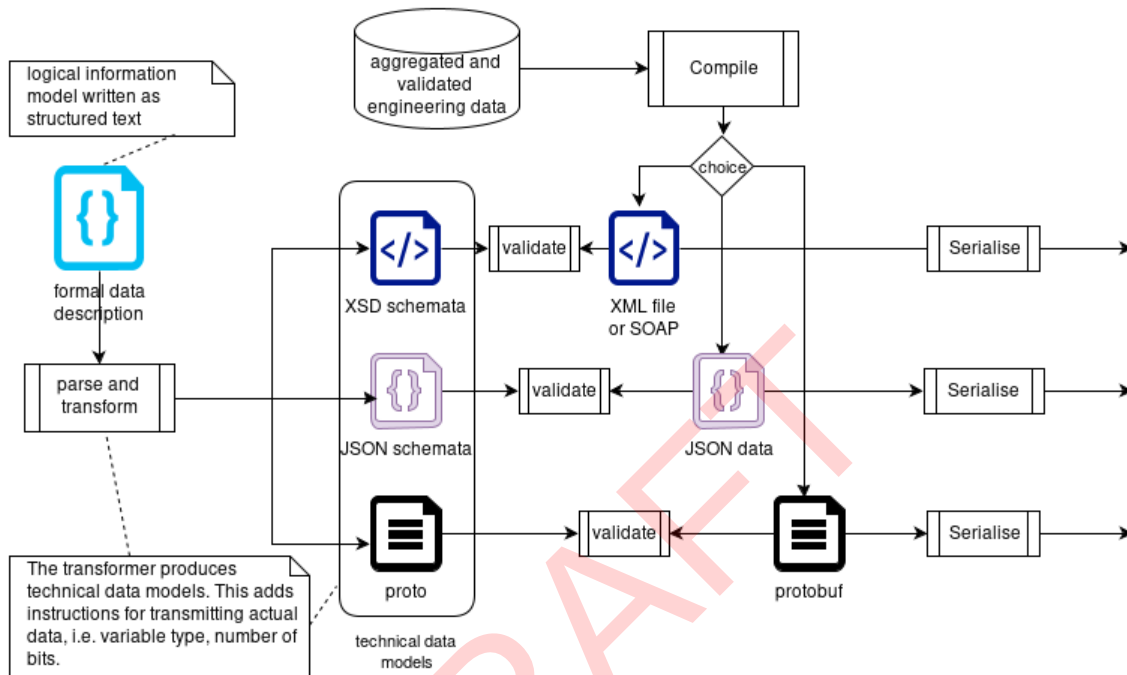 logical information
model written as
structured text
aggregated and
validated
engineering data
Compile
choice
{}
formal data
description
parse and
transform
</>
XSD schemata
validate
</>
XML file
or SOAP
Serialise
{}
JSON schemata
validate
{}
JSON data
Serialise
proto
validate
protobuf
Serialise
The transformer produces
technical data models. This adds
instructions for transmitting actual
data, i.e. variable type, number of
bits.
technical data
models
RAFT